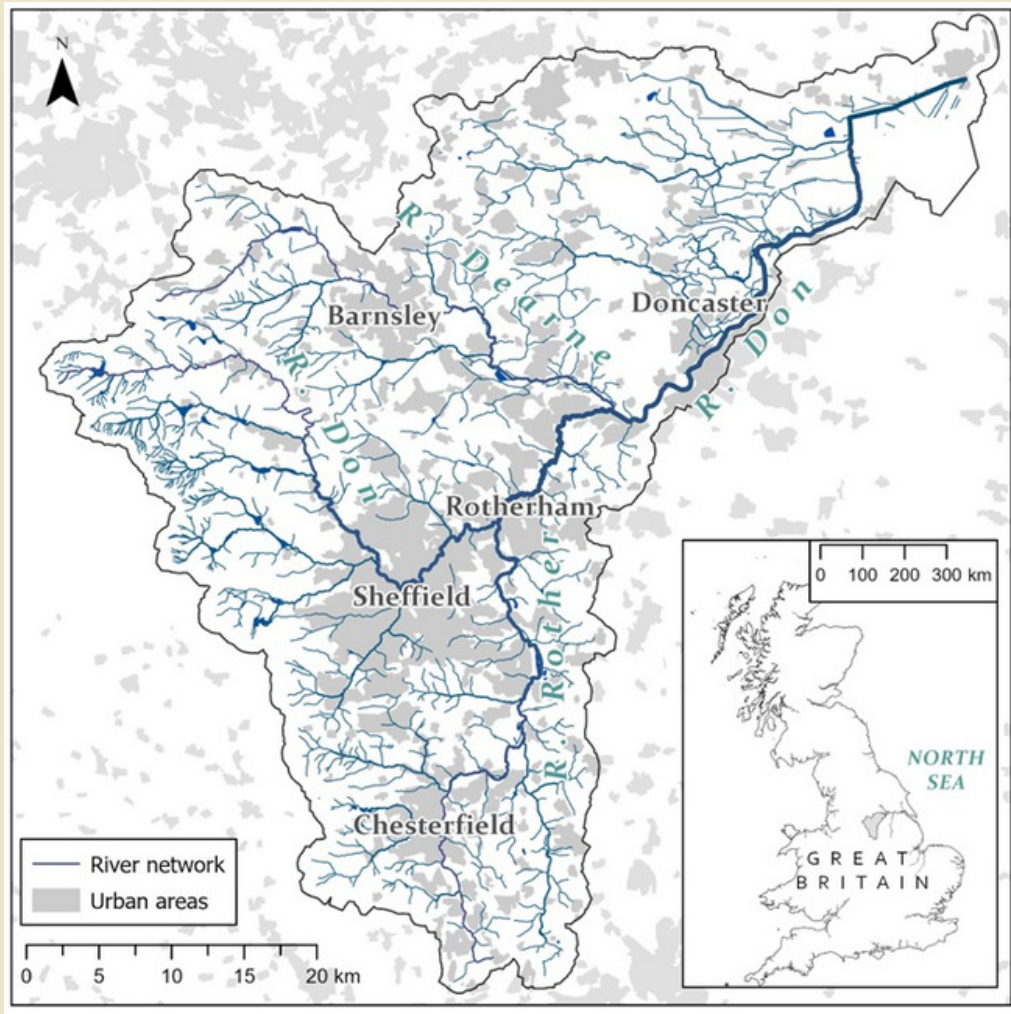 N
R. Dearne
Barnsley
Doncaster
R. Don
R. Don
Rotherham
R. Rother
Sheffield
Chesterfield
River network
Urban areas
0 5 10 20 km
0 100 200 300 km
NORTH
SEA
GREAT
BRITAIN